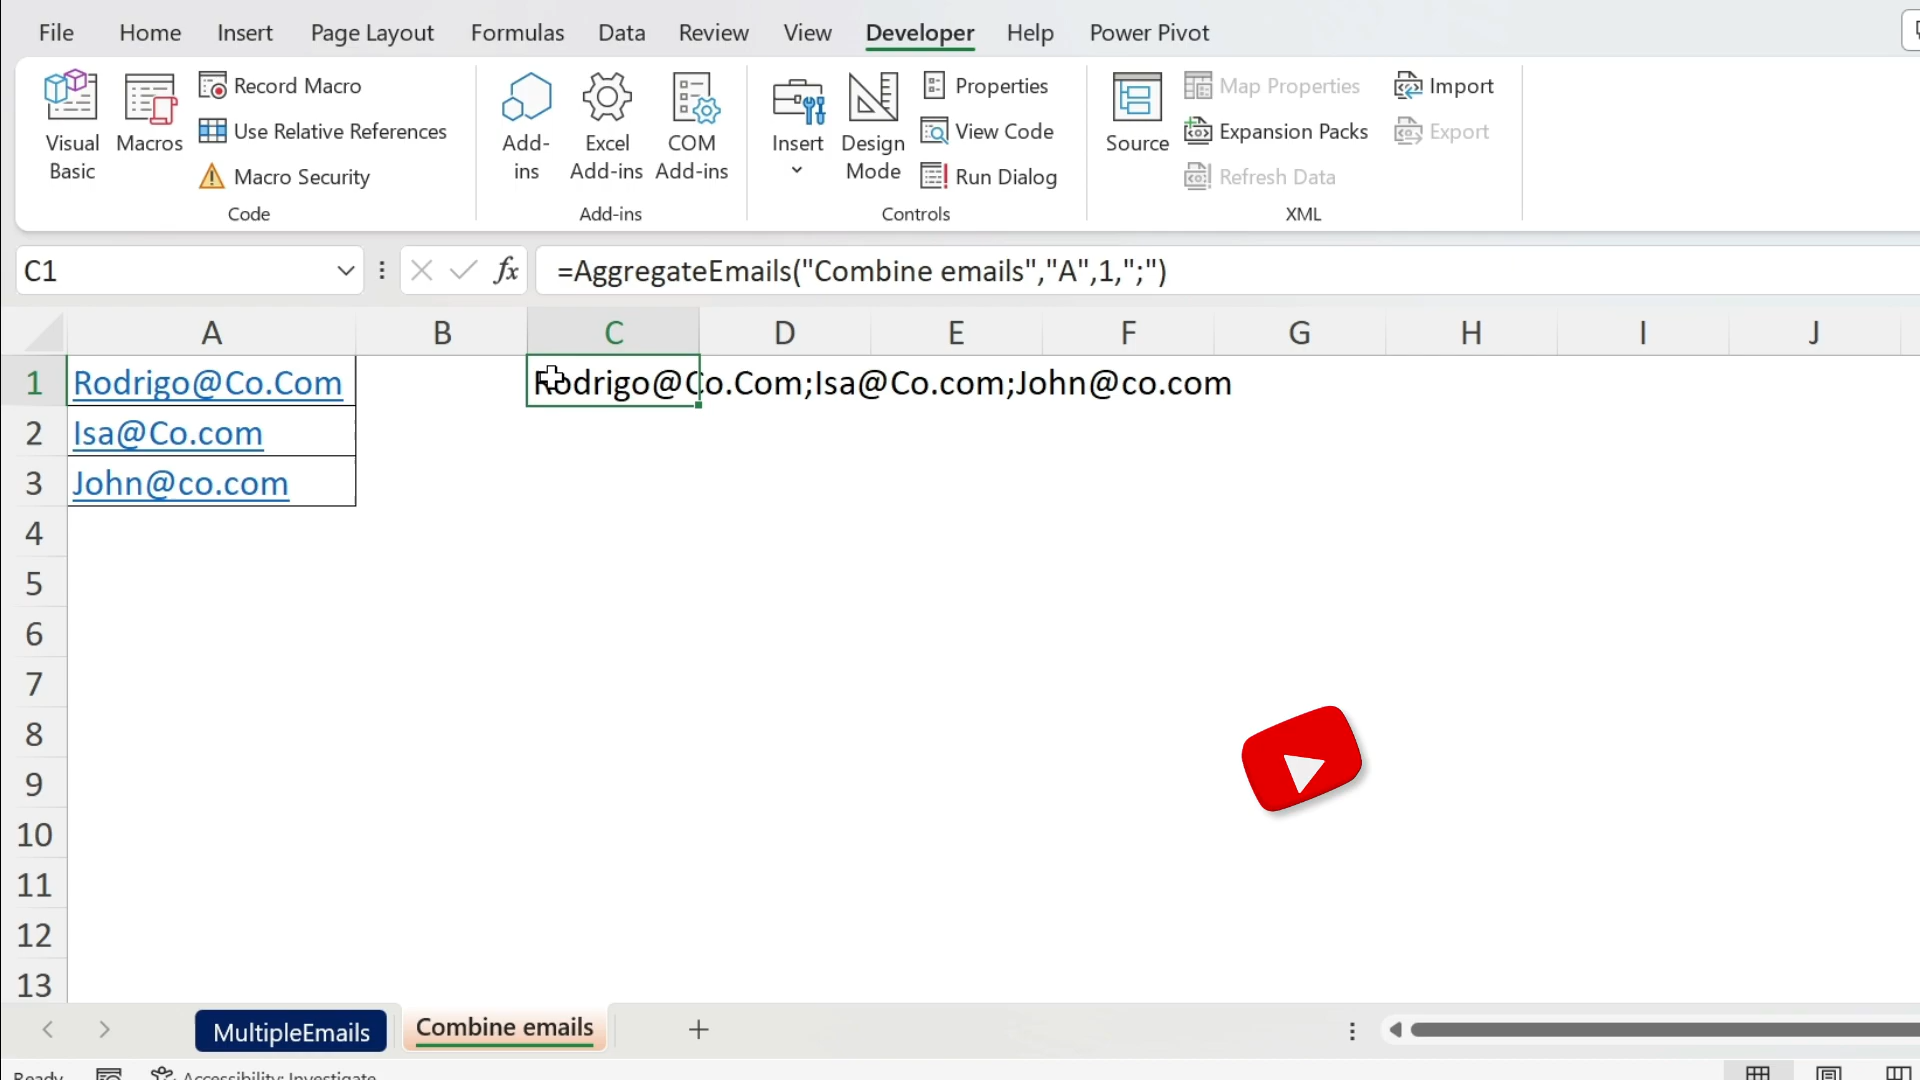 File Home Insert Page Layout Formulas Data Review View Developer Help Power Pivot
Visual Basic
Macros
Record Macro
Use Relative References
Macro Security
Code
Add-ins
Excel Add-ins
COM Add-ins
Add-ins
Insert
Design Mode
Properties
View Code
Run Dialog
Controls
Source
Map Properties
Expansion Packs
Refresh Data
Import
Export
XML
C1 fx =AggregateEmails("Combine emails","A",1,";")
A B C D E F G H I J
1 Rodrigo@Co.Com Rodrigo@Co.Com;Isa@Co.com;John@co.com
2 Isa@Co.com
3 John@co.com
4
5
6
7
8
9
10
11
12
13
MultipleEmails Combine emails +
Ready Accessibility: Investigate